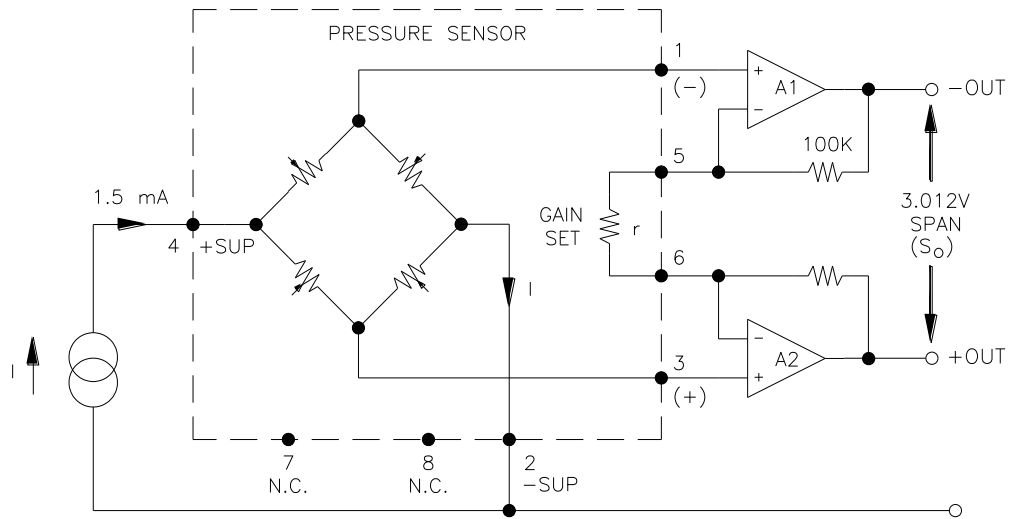 PRESSURE SENSOR
1
(-)
+
A1
-
-OUT
100K
5
1.5 mA
4
+SUP
GAIN
SET
r
3.012V
SPAN
(So)
6
I
I
-
A2
+
+OUT
3
(+)
7
N.C.
8
N.C.
2
-SUP